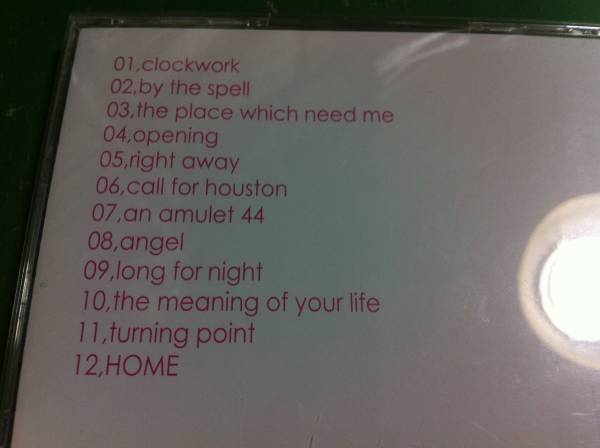 01,clockwork
02,by the spell
03,the place which need me
04,opening
05,right away
06,call for houston
07,an amulet 44
08,angel
09,long for night
10,the meaning of your life
11,turning point
12,HOME